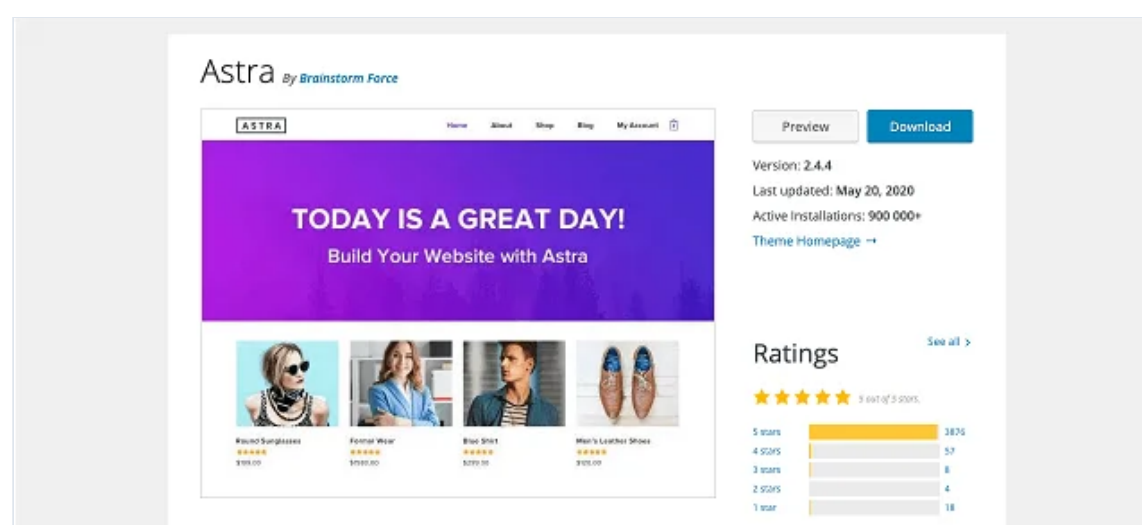 Astra By Brainstorm Force
ASTRA
Home About Shop Blog My Account
TODAY IS A GREAT DAY!
Build Your Website with Astra
Round Sunglasses
Formal Wear
Blue Shirt
Men's Leather Shoes
$120.00
Preview
Download
Version: 2.4.4
Last updated: May 20, 2020
Active Installations: 900 000+
Theme Homepage →
Ratings
See all >
5 out of 5 stars.
5 stars 3876
4 stars 57
3 stars 8
2 stars 4
1 star 18